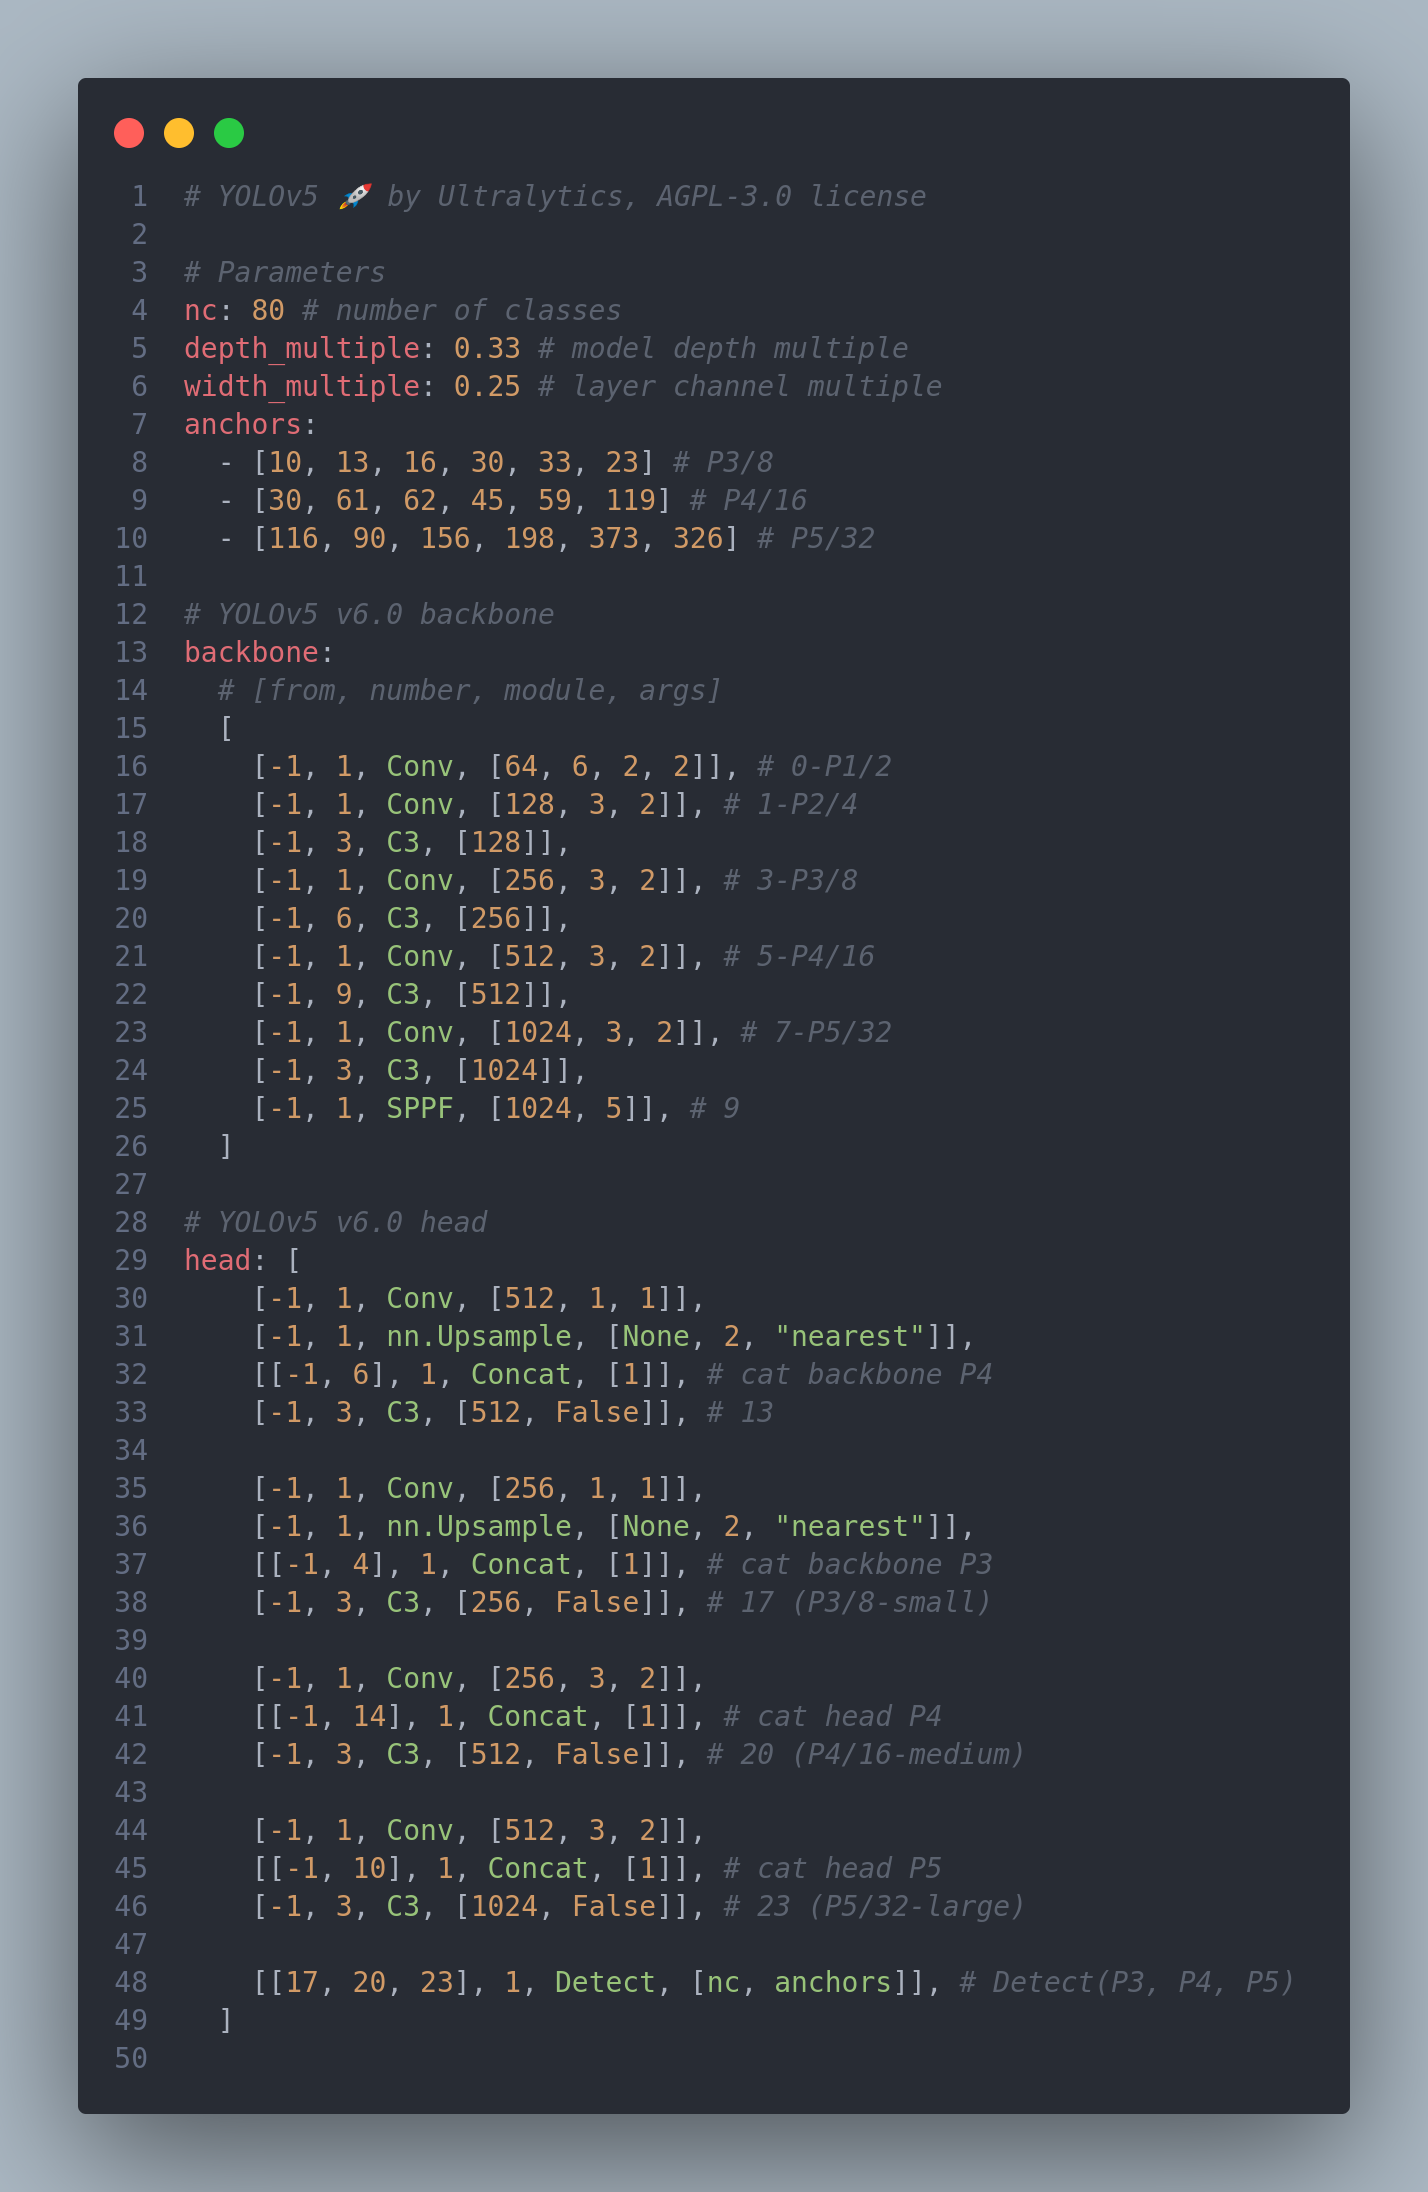 1 # YOLOv5 🚀 by Ultralytics, AGPL-3.0 license
2
3 # Parameters
4 nc: 80 # number of classes
5 depth_multiple: 0.33 # model depth multiple
6 width_multiple: 0.25 # layer channel multiple
7 anchors:
8   - [10, 13, 16, 30, 33, 23] # P3/8
9   - [30, 61, 62, 45, 59, 119] # P4/16
10   - [116, 90, 156, 198, 373, 326] # P5/32
11
12 # YOLOv5 v6.0 backbone
13 backbone:
14   # [from, number, module, args]
15   [
16     [-1, 1, Conv, [64, 6, 2, 2]], # 0-P1/2
17     [-1, 1, Conv, [128, 3, 2]], # 1-P2/4
18     [-1, 3, C3, [128]],
19     [-1, 1, Conv, [256, 3, 2]], # 3-P3/8
20     [-1, 6, C3, [256]],
21     [-1, 1, Conv, [512, 3, 2]], # 5-P4/16
22     [-1, 9, C3, [512]],
23     [-1, 1, Conv, [1024, 3, 2]], # 7-P5/32
24     [-1, 3, C3, [1024]],
25     [-1, 1, SPPF, [1024, 5]], # 9
26   ]
27
28 # YOLOv5 v6.0 head
29 head: [
30     [-1, 1, Conv, [512, 1, 1]],
31     [-1, 1, nn.Upsample, [None, 2, "nearest"]],
32     [[-1, 6], 1, Concat, [1]], # cat backbone P4
33     [-1, 3, C3, [512, False]], # 13
34
35     [-1, 1, Conv, [256, 1, 1]],
36     [-1, 1, nn.Upsample, [None, 2, "nearest"]],
37     [[-1, 4], 1, Concat, [1]], # cat backbone P3
38     [-1, 3, C3, [256, False]], # 17 (P3/8-small)
39
40     [-1, 1, Conv, [256, 3, 2]],
41     [[-1, 14], 1, Concat, [1]], # cat head P4
42     [-1, 3, C3, [512, False]], # 20 (P4/16-medium)
43
44     [-1, 1, Conv, [512, 3, 2]],
45     [[-1, 10], 1, Concat, [1]], # cat head P5
46     [-1, 3, C3, [1024, False]], # 23 (P5/32-large)
47
48     [[17, 20, 23], 1, Detect, [nc, anchors]], # Detect(P3, P4, P5)
49   ]
50